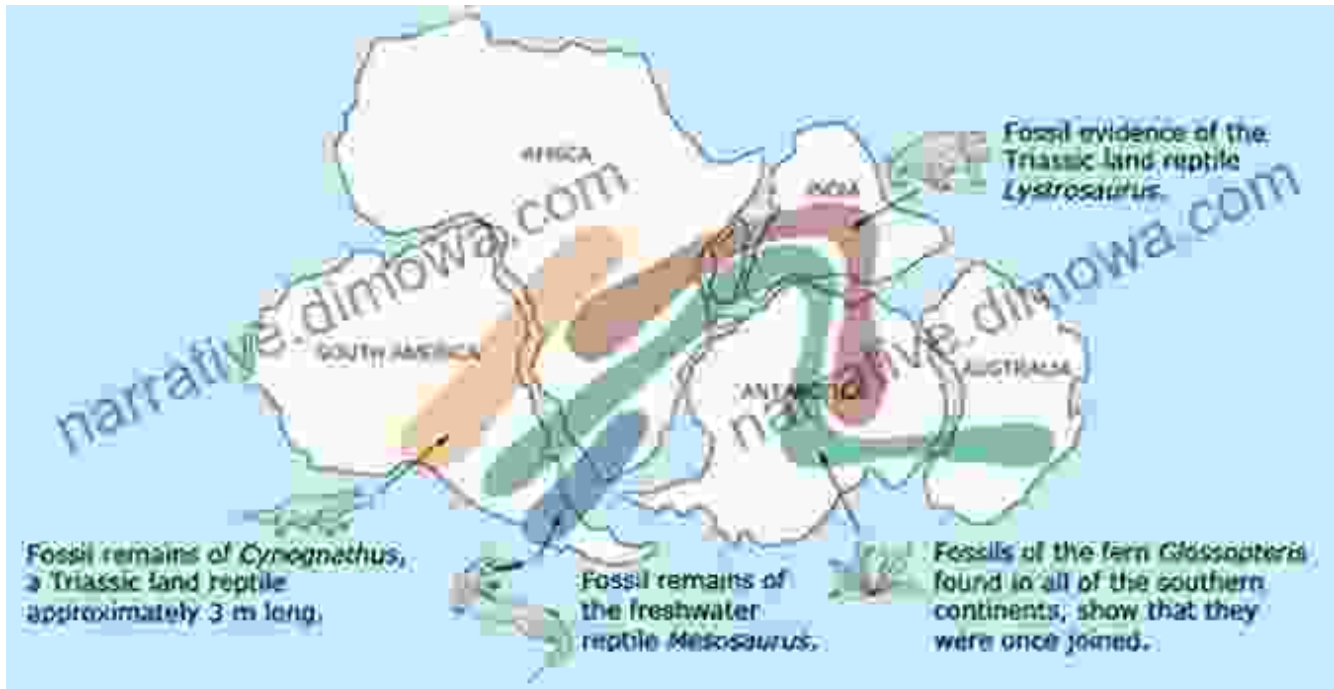 AFRICA
INDIA
Fossil evidence of the
Triassic land reptile
Lystrosaurus.
SOUTH AMERICA
ANTARCTICA
AUSTRALIA
Fossil remains of Cynognathus,
a Triassic land reptile
approximately 3 m long.
Fossil remains of
the freshwater
reptile Mesosaurus.
Fossils of the fern Glossopteris
found in all of the southern
continents, show that they
were once joined.
narrative.dimowa.com
narrative.dimowa.com